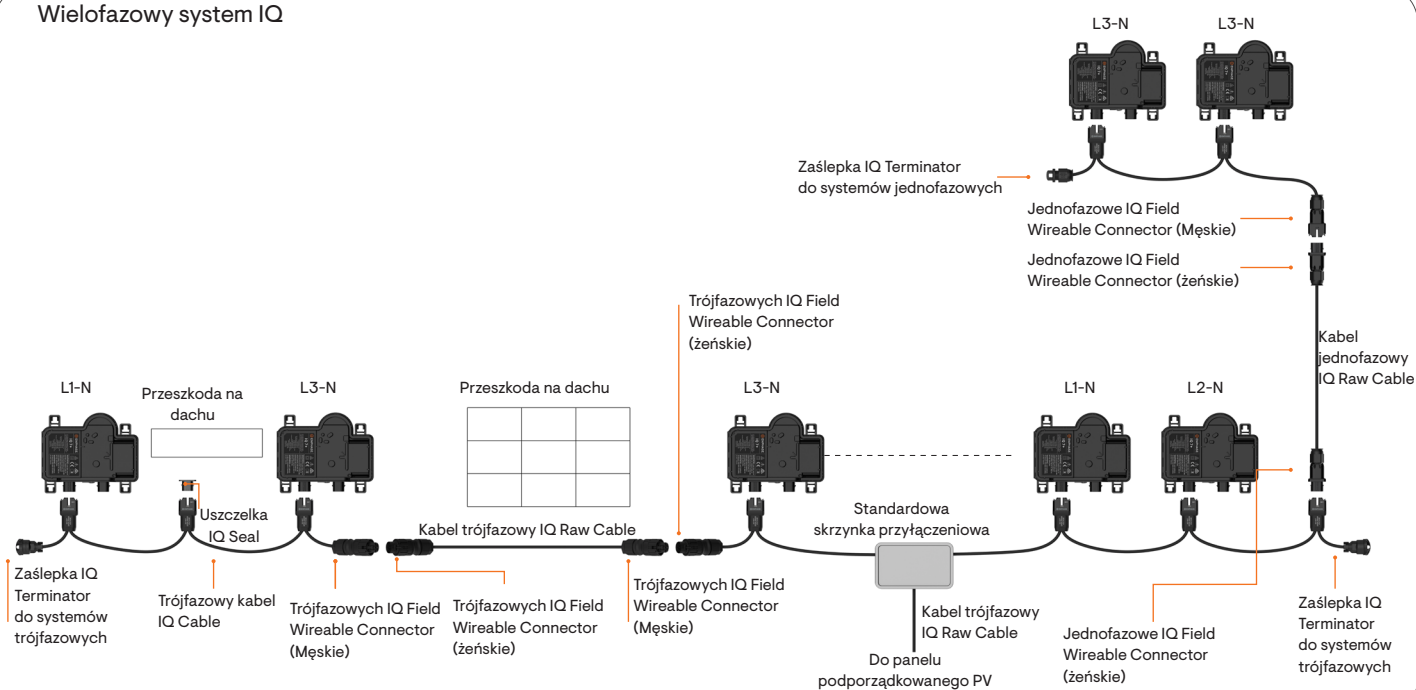 Wielofazowy system IQ
L3-N
L3-N
Zaślepka IQ Terminator
do systemów jednofazowych
Jednofazowe IQ Field
Wireable Connector (Męskie)
Jednofazowe IQ Field
Wireable Connector (żeńskie)
Trójfazowych IQ Field
Wireable Connector
(żeńskie)
Kabel
jednofazowy
IQ Raw Cable
L1-N
Przeszkoda na
dachu
L3-N
Przeszkoda na dachu
L3-N
L1-N
L2-N
Uszczelka
IQ Seal
Kabel trójfazowy IQ Raw Cable
Standardowa
skrzynka przyłączeniowa
Zaślepka IQ
Terminator
do systemów
trójfazowych
Trójfazowy kabel
IQ Cable
Trójfazowych IQ Field
Wireable Connector
(Męskie)
Trójfazowych IQ Field
Wireable Connector
(żeńskie)
Trójfazowych IQ Field
Wireable Connector
(Męskie)
Kabel trójfazowy
IQ Raw Cable
Do panelu
podporządkowanego PV
Jednofazowe IQ Field
Wireable Connector
(żeńskie)
Zaślepka IQ
Terminator
do systemów
trójfazowych